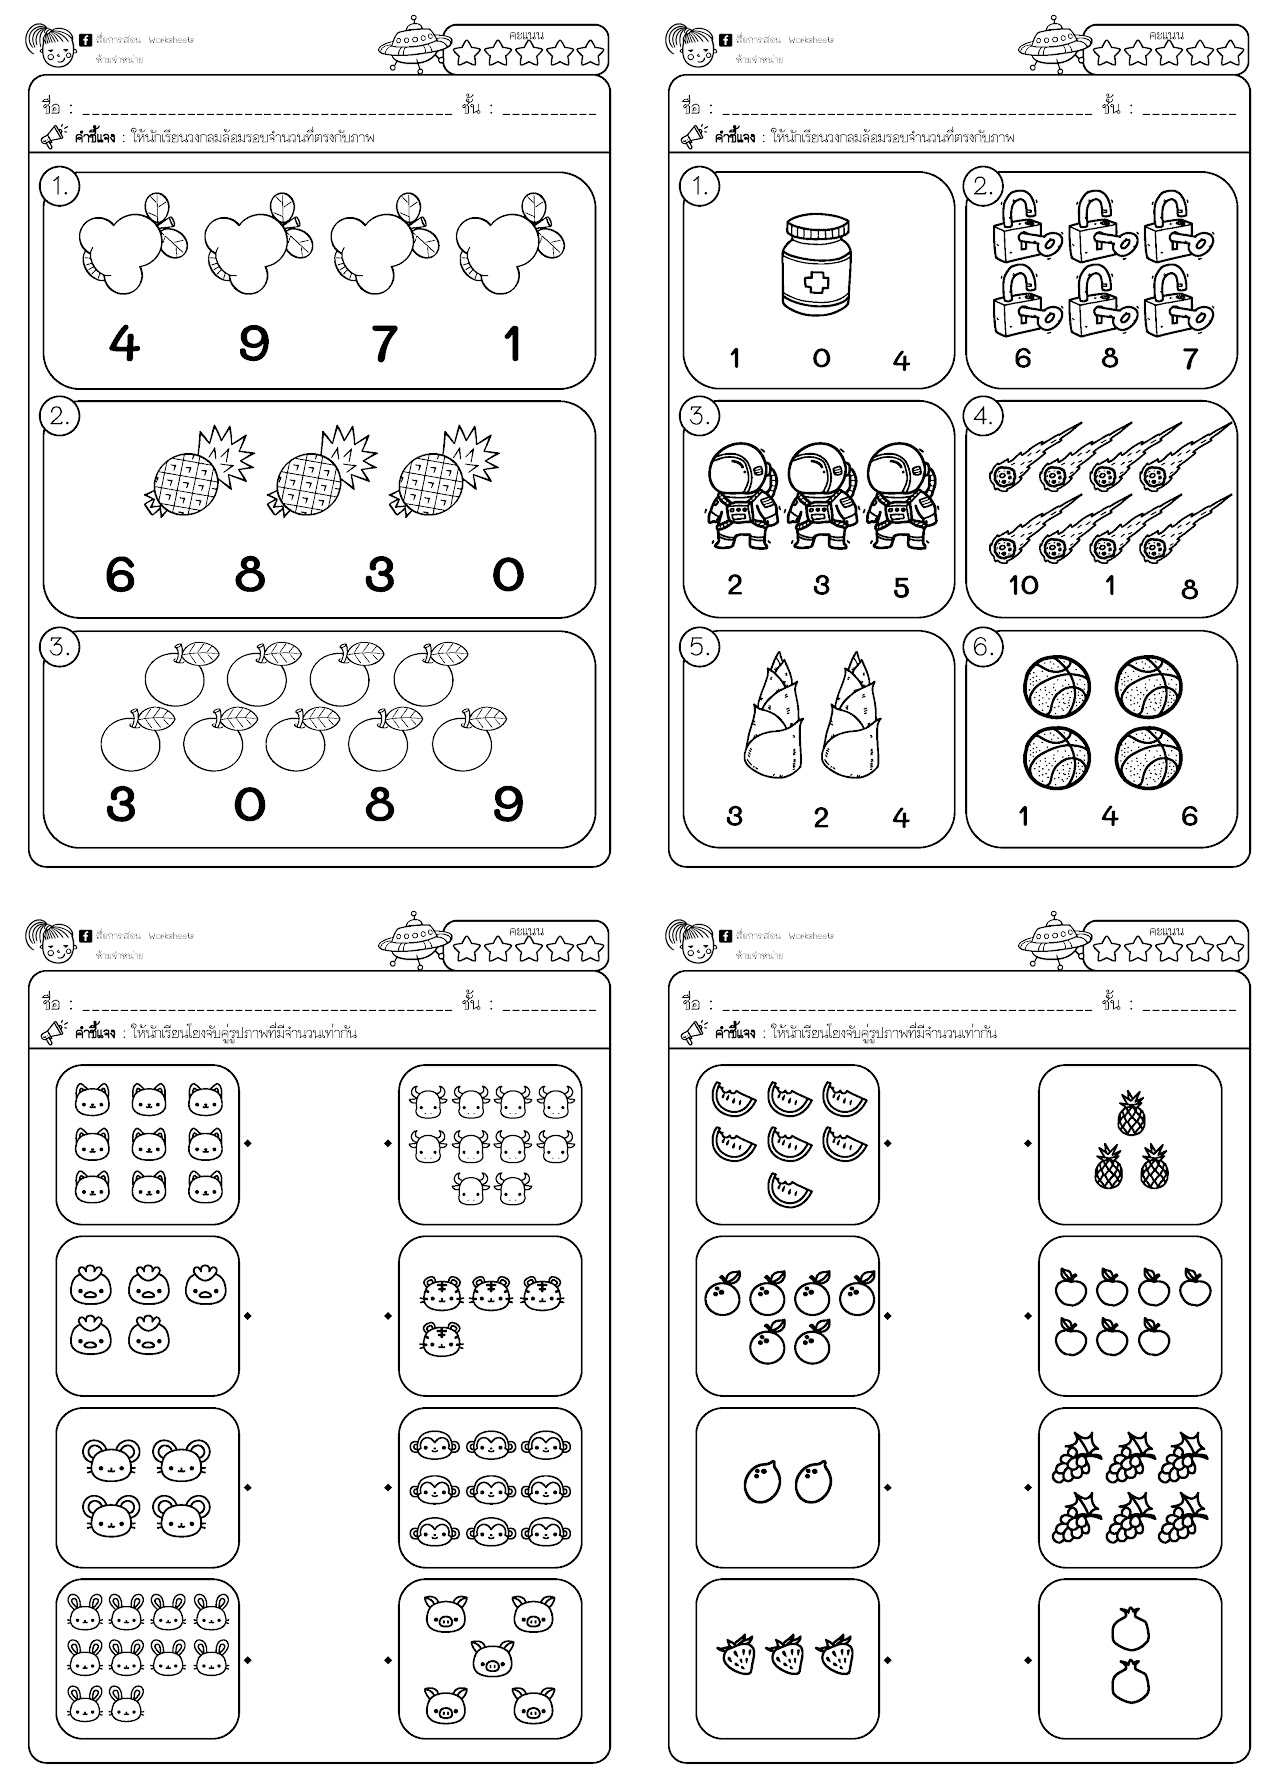 สื่อการสอน Worksheets
ห้ามจำหน่าย
คะแนน
ชื่อ : ชั้น :
คำชี้แจง : ให้นักเรียนวงกลมล้อมรอบจำนวนที่ตรงกับภาพ
1.
4 9 7 1
2.
6 8 3 0
3.
3 0 8 9
สื่อการสอน Worksheets
ห้ามจำหน่าย
คะแนน
ชื่อ : ชั้น :
คำชี้แจง : ให้นักเรียนวงกลมล้อมรอบจำนวนที่ตรงกับภาพ
1.
1 0 4
2.
6 8 7
3.
2 3 5
4.
10 1 8
5.
3 2 4
6.
1 4 6
สื่อการสอน Worksheets
ห้ามจำหน่าย
คะแนน
ชื่อ : ชั้น :
คำชี้แจง : ให้นักเรียนโยงจับคู่รูปภาพที่มีจำนวนเท่ากัน
สื่อการสอน Worksheets
ห้ามจำหน่าย
คะแนน
ชื่อ : ชั้น :
คำชี้แจง : ให้นักเรียนโยงจับคู่รูปภาพที่มีจำนวนเท่ากัน